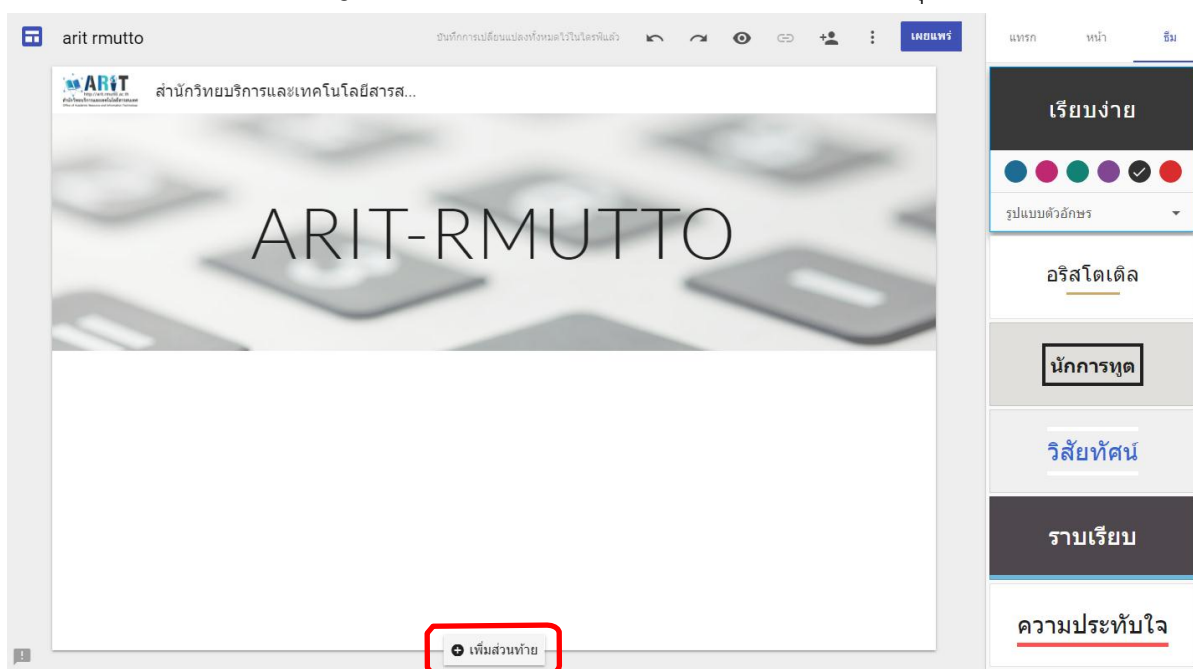 arit rmutto
บันทึกการเปลี่ยนแปลงทั้งหมดไว้ในไดรฟ์แล้ว
เผยแพร่
แทรก
หน้า
ธีม
ARiT
สำนักวิทยบริการและเทคโนโลยีสารส...
ARIT-RMUTTO
เรียบง่าย
รูปแบบตัวอักษร
อริสโตเติล
นักการทูต
วิสัยทัศน์
ราบเรียบ
ความประทับใจ
เพิ่มส่วนท้าย